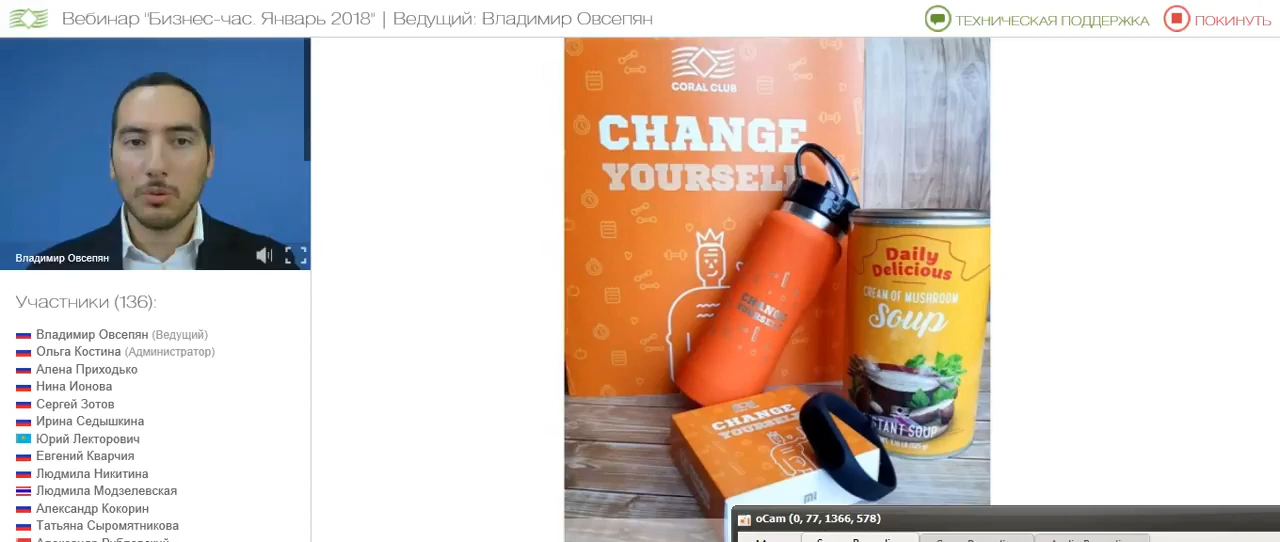 Вебинар "Бизнес-час. Январь 2018" | Ведущий: Владимир Овсепян
ТЕХНИЧЕСКАЯ ПОДДЕРЖКА
ПОКИНУТЬ
Владимир Овсепян
Участники (136):
Владимир Овсепян (Ведущий)
Ольга Костина (Администратор)
Алена Приходько
Нина Ионова
Сергей Зотов
Ирина Седышкина
Юрий Лекторович
Евгений Кварчия
Людмила Никитина
Людмила Модзелевская
Александр Кокорин
Татьяна Сыромятникова
CORAL CLUB
CHANGE
YOURSELF
CHANGE
YOURSELF
Daily
Delicious
CREAM OF MUSHROOM
Soup
INSTANT SOUP
CHANGE
YOURSELF
mi
oCam (0, 77, 1366, 578)